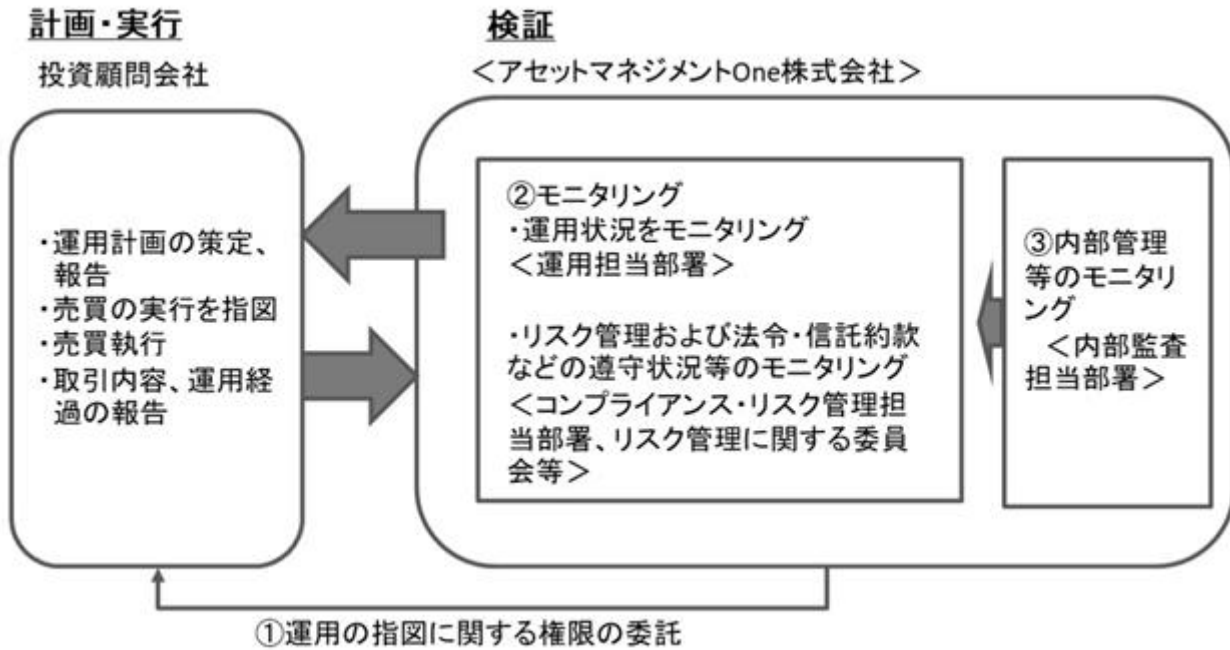 計画・実行
投資顧問会社
・運用計画の策定、
報告
・売買の実行を指図
・売買執行
・取引内容、運用経
過の報告
検証
＜アセットマネジメントOne株式会社＞
②モニタリング
・運用状況をモニタリング
＜運用担当部署＞
・リスク管理および法令・信託約款
などの遵守状況等のモニタリング
＜コンプライアンス・リスク管理担
当部署、リスク管理に関する委員
会等＞
③内部管理
等のモニタリ
ング
＜内部監査
担当部署＞
①運用の指図に関する権限の委託